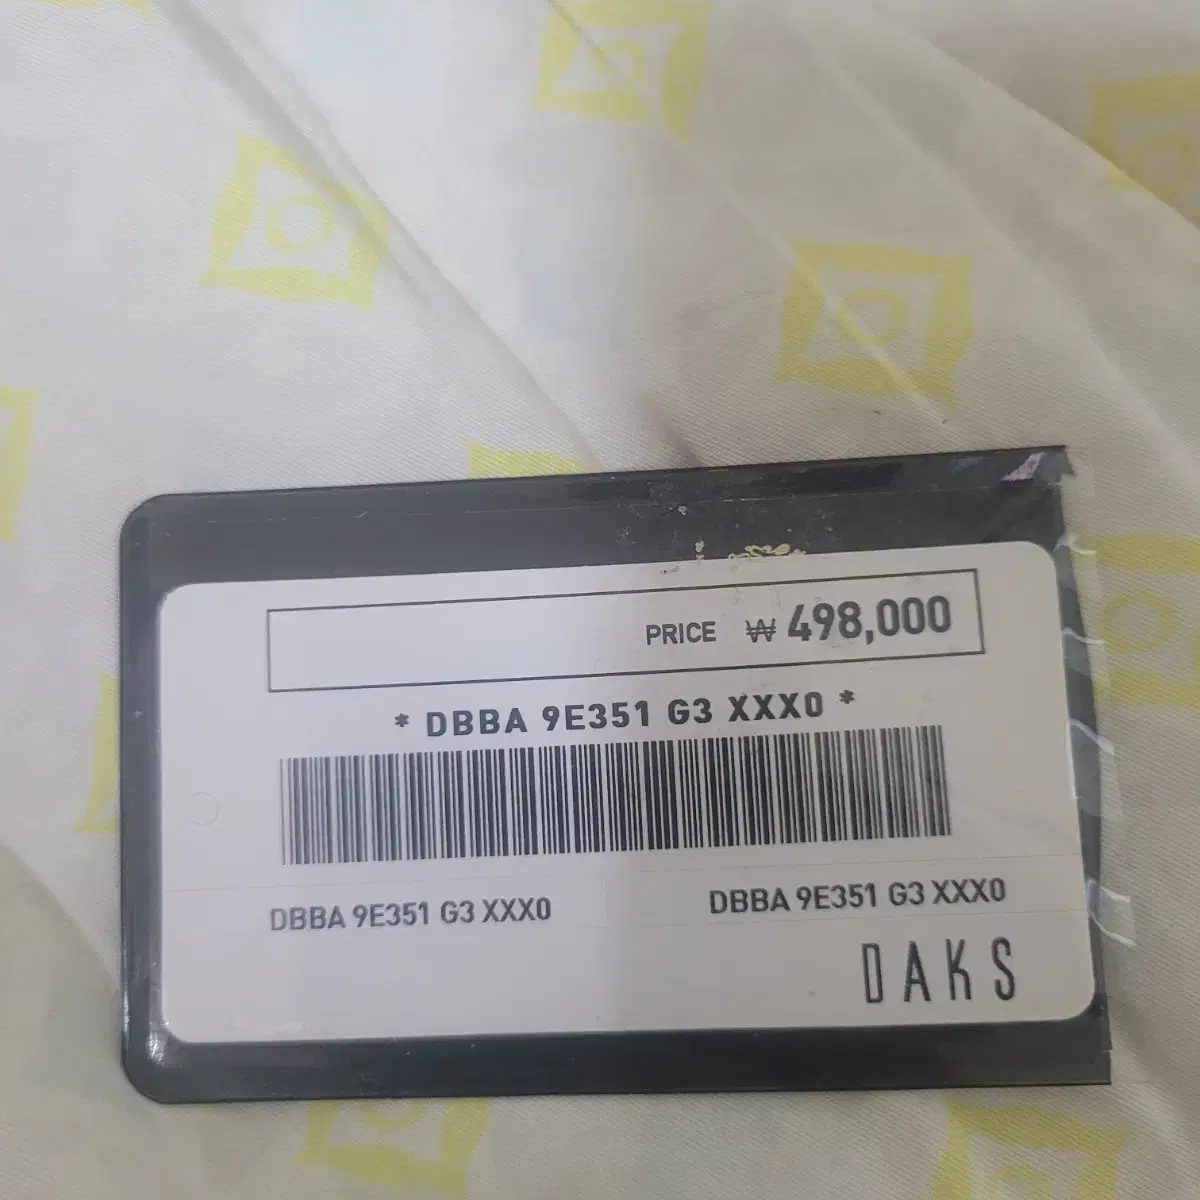 PRICE ₩ 498,000
* DBBA 9E351 G3 XXX0 *
DBBA 9E351 G3 XXX0
DBBA 9E351 G3 XXX0
DAKS